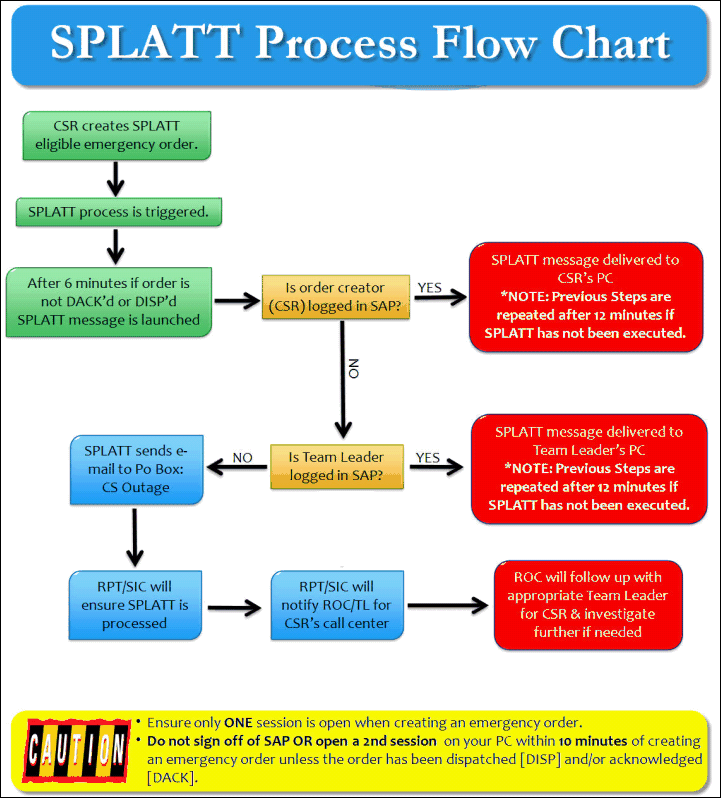 SPLATT Process Flow Chart
CSR creates SPLATT
eligible emergency order.
SPLATT process is triggered.
After 6 minutes if order is
not DACK'd or DISP'd
SPLATT message is launched
Is order creator
(CSR) logged in SAP?
YES
SPLATT message delivered to
CSR's PC
*NOTE: Previous Steps are
repeated after 12 minutes if
SPLATT has not been executed.
NO
SPLATT sends e-
mail to Po Box:
CS Outage
NO
Is Team Leader
logged in SAP?
YES
SPLATT message delivered to
Team Leader's PC
*NOTE: Previous Steps are
repeated after 12 minutes if
SPLATT has not been executed.
RPT/SIC will
ensure SPLATT is
processed
RPT/SIC will
notify ROC/TL for
CSR's call center
ROC will follow up with
appropriate Team Leader
for CSR & investigate
further if needed
CAUTION
• Ensure only ONE session is open when creating an emergency order.
• Do not sign off of SAP OR open a 2nd session on your PC within 10 minutes of creating
an emergency order unless the order has been dispatched [DISP] and/or acknowledged
[DACK].